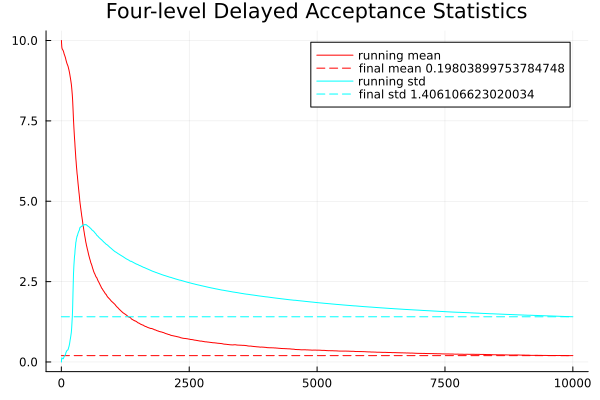 Four-level Delayed Acceptance Statistics
10.0
7.5
5.0
2.5
0.0
running mean
final mean 0.19803899753784748
running std
final std 1.406106623020034
0
2500
5000
7500
10000